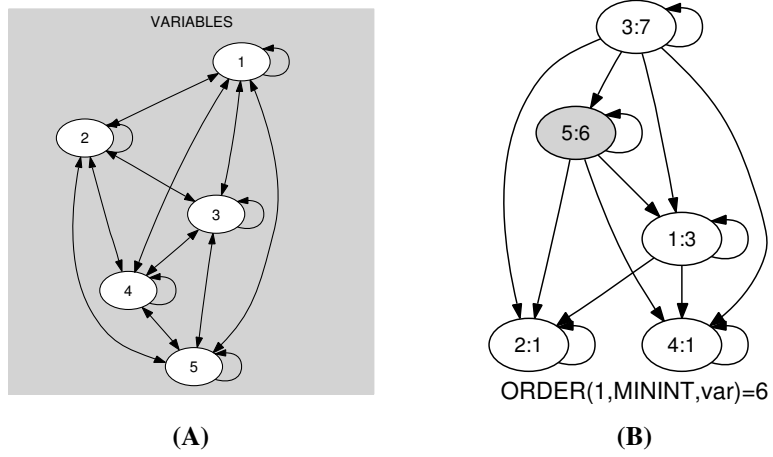 VARIABLES
1
2
3
4
5
(A)
3:7
5:6
1:3
2:1
4:1
ORDER(1,MININT,var)=6
(B)